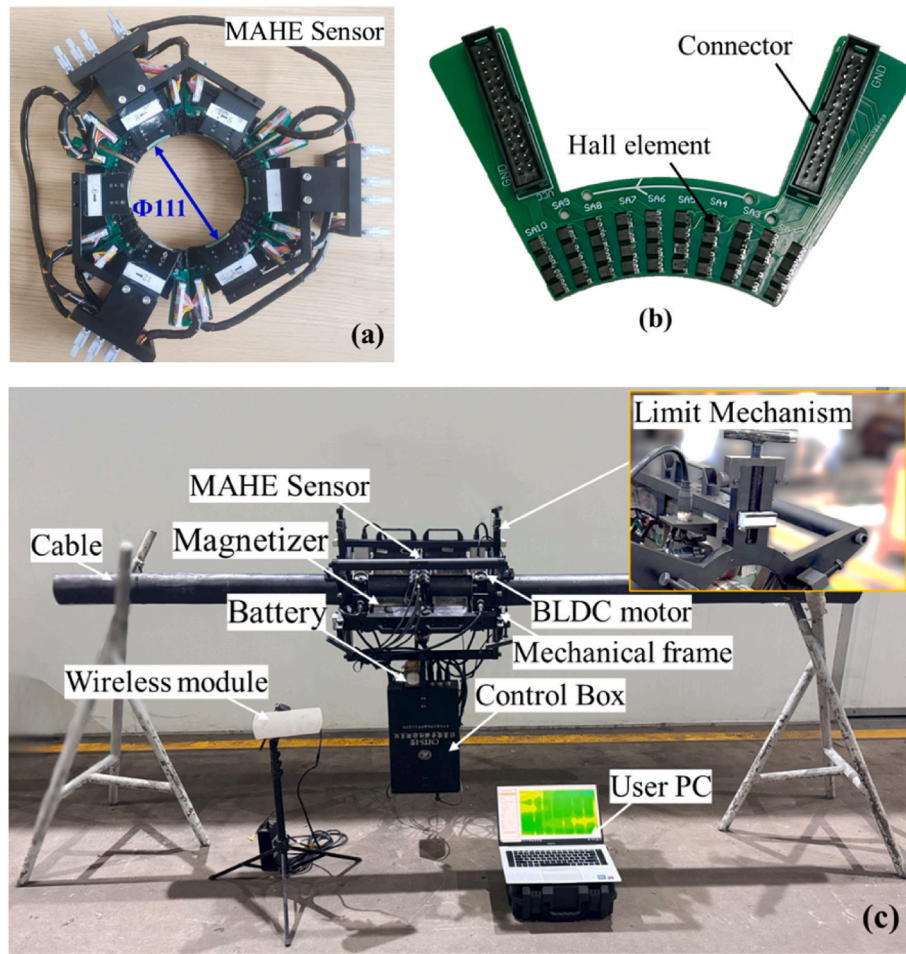 MAHE Sensor
Φ111
(a)
Connector
GND
Hall element
GND
VCC
SA10
SA9
SA8
SA7
SA6
SA5
SA4
SA3
(b)
Limit Mechanism
MAHE Sensor
Cable
Magnetizer
Battery
BLDC motor
Mechanical frame
Wireless module
Control Box
User PC
(c)